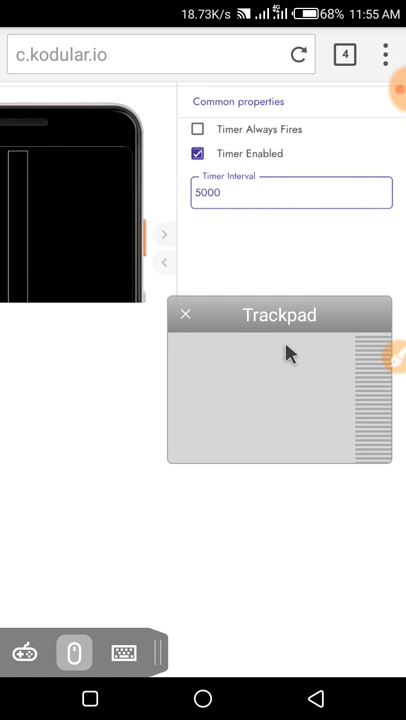 18.73K/s 4G 68% 11:55 AM
c.kodular.io
4
Common properties
Timer Always Fires
Timer Enabled
Timer Interval
5000
Trackpad